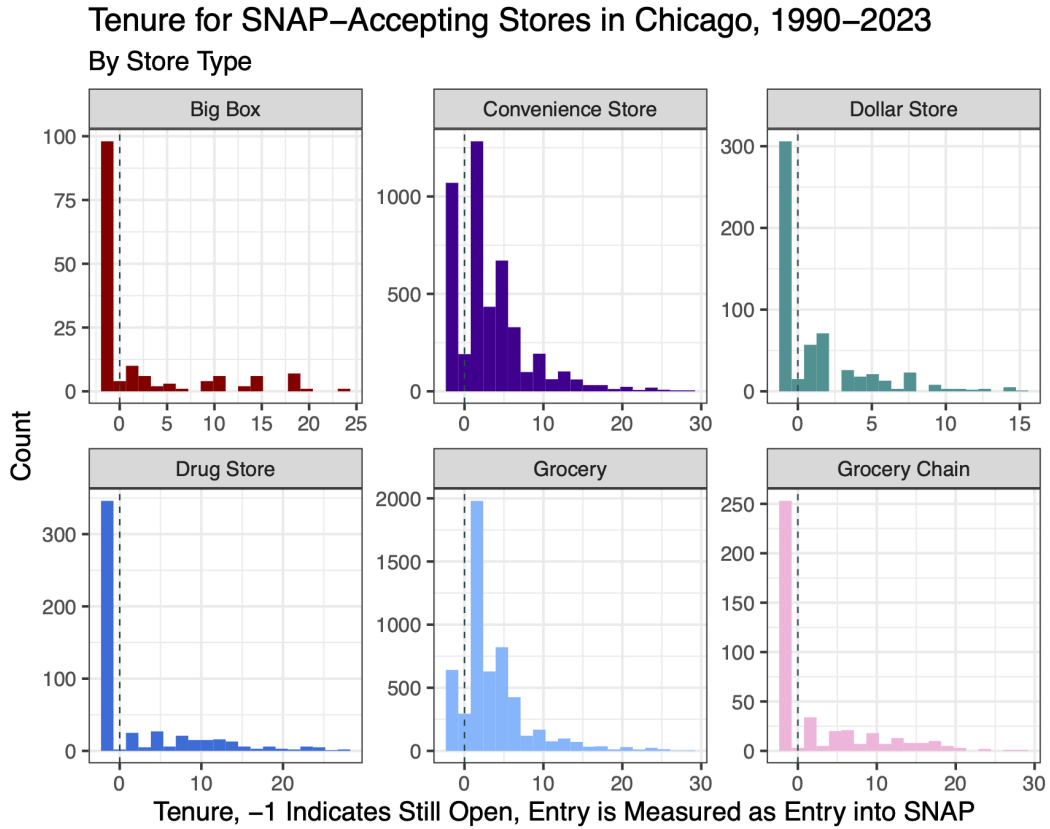 Tenure for SNAP−Accepting Stores in Chicago, 1990−2023
By Store Type
Big Box
Convenience Store
Dollar Store
100
75
50
25
0
0 5 10 15 20 25
1000
500
0
0 10 20 30
300
200
100
0
0 5 10 15
Count
Drug Store
Grocery
Grocery Chain
300
200
100
0
0 10 20
2000
1500
1000
500
0
0 10 20 30
250
200
150
100
50
0
0 10 20 30
Tenure, −1 Indicates Still Open, Entry is Measured as Entry into SNAP